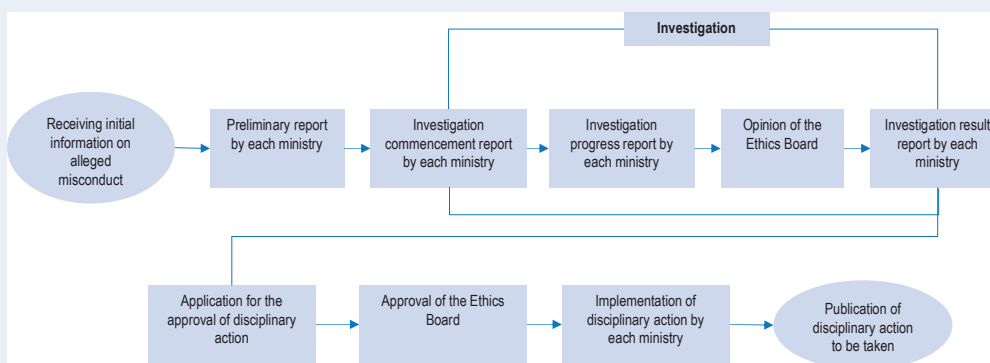 Investigation
Receiving initial
information on
alleged
misconduct
Preliminary report
by each ministry
Investigation
commencement report
by each ministry
Investigation
progress report by
each ministry
Opinion of the
Ethics Board
Investigation result
report by each
ministry
Application for the
approval of disciplinary
action
Approval of the Ethics
Board
Implementation of
disciplinary action by
each ministry
Publication of
disciplinary action
to be taken